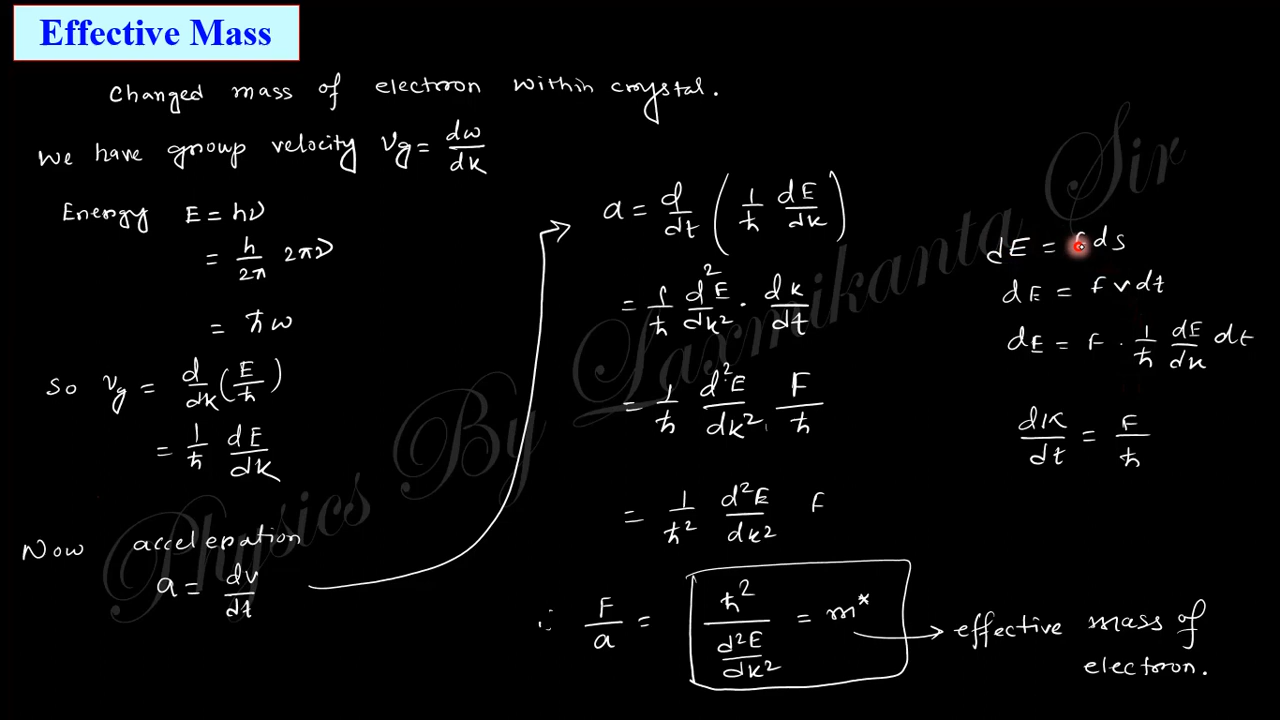 Effective Mass
Changed mass of electron within crystal.
We have group velocity vg = dω/dk
Energy E = hν
= h/2π 2πν
= ħω
So vg = d/dk (E/ħ)
= 1/ħ dE/dk
Now acceleration
a = dv/dt
a = d/dt (1/ħ dE/dk)
= 1/ħ d²E/dk² · dk/dt
= 1/ħ d²E/dk² F/ħ
= 1/ħ² d²E/dk² F
∴ F/a = ħ²/(d²E/dk²) = m* → effective mass of
electron.
dE = F ds
dE = F v dt
dE = F · 1/ħ dE/dk dt
dk/dt = F/ħ
Physics By Laxmikanta Sir